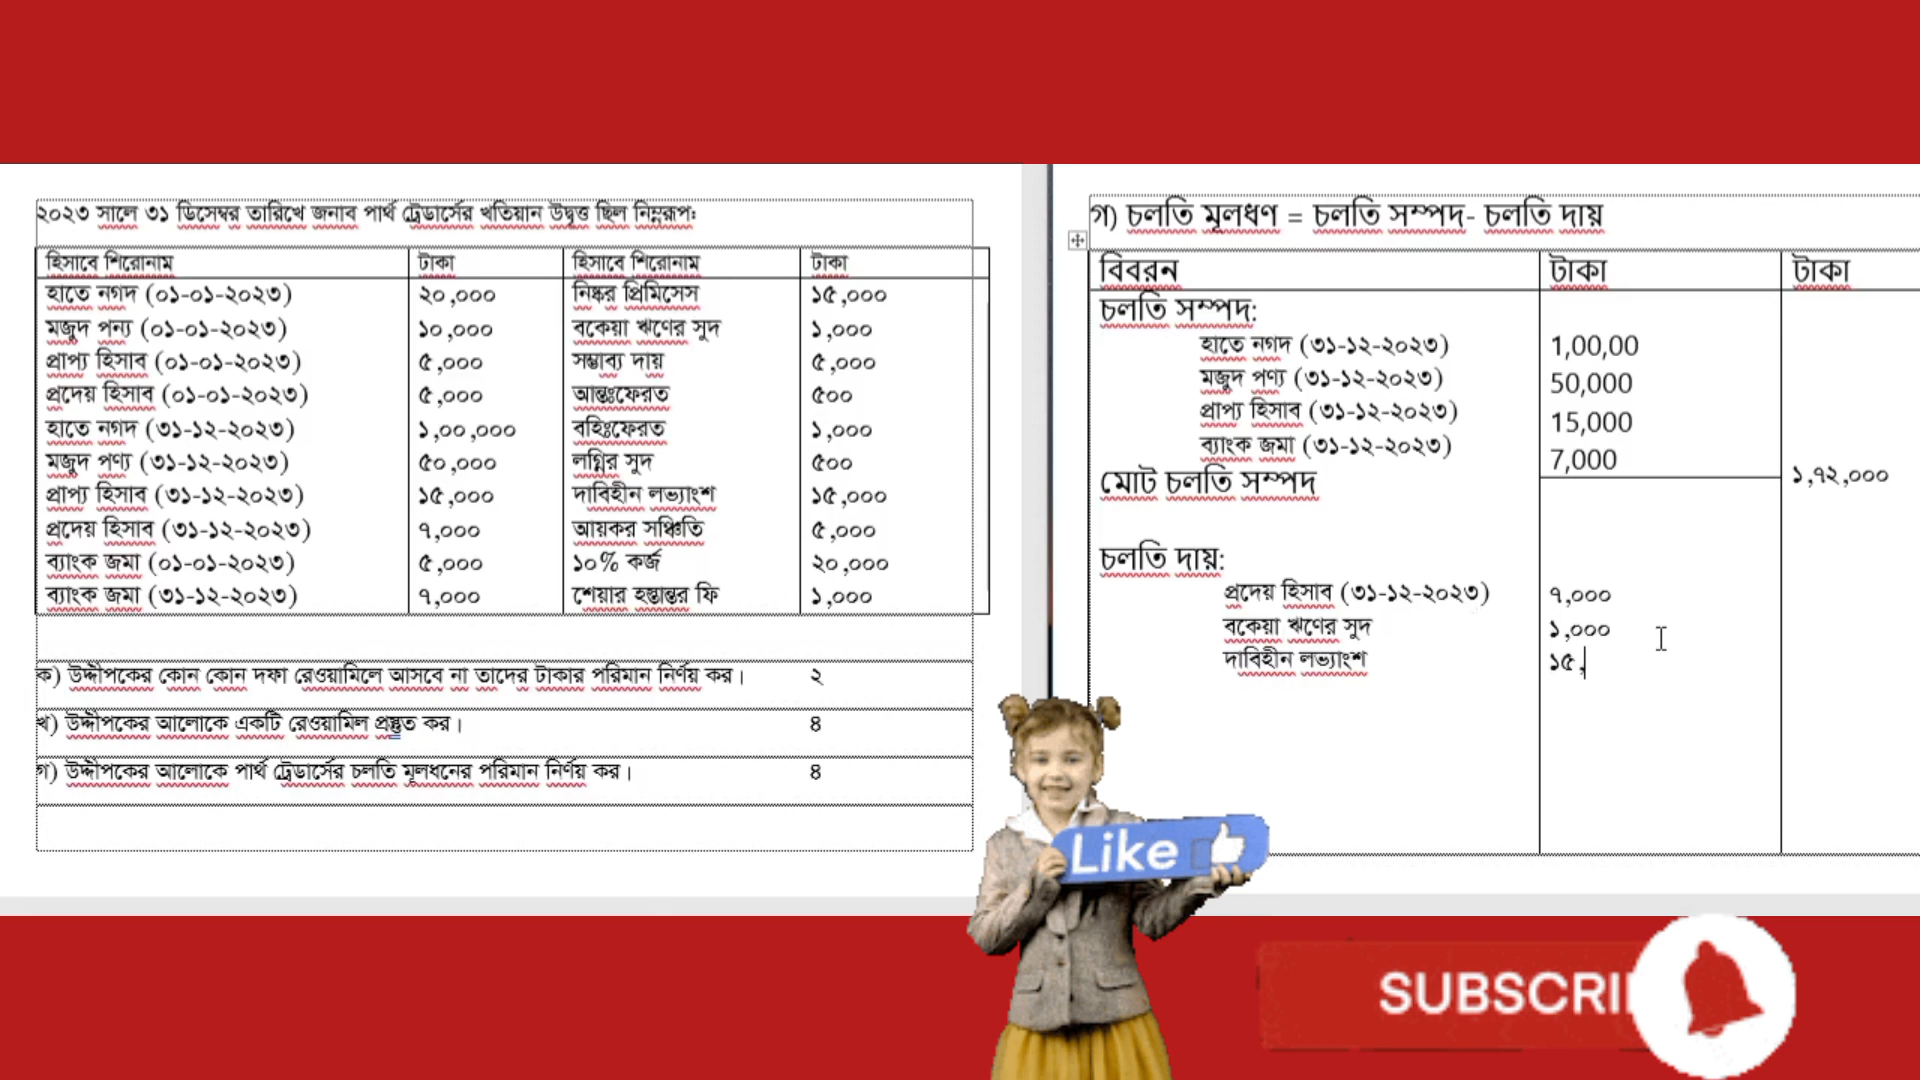 ২০২৩ সালে ৩১ ডিসেম্বর তারিখে জনাব পার্থ ট্রেডার্সের খতিয়ান উদ্বৃত্ত ছিল নিম্নরূপঃ
হিসাবে শিরোনাম টাকা হিসাবে শিরোনাম টাকা
হাতে নগদ (০১-০১-২০২৩) ২০,০০০ নিষ্কর প্রিমিসেস ১৫,০০০
মজুদ পন্য (০১-০১-২০২৩) ১০,০০০ বকেয়া ঋণের সুদ ১,০০০
প্রাপ্য হিসাব (০১-০১-২০২৩) ৫,০০০ সম্ভাব্য দায় ৫,০০০
প্রদেয় হিসাব (০১-০১-২০২৩) ৫,০০০ আন্তঃফেরত ৫০০
হাতে নগদ (৩১-১২-২০২৩) ১,০০,০০০ বহিঃফেরত ১,০০০
মজুদ পণ্য (৩১-১২-২০২৩) ৫০,০০০ লগ্নির সুদ ৫০০
প্রাপ্য হিসাব (৩১-১২-২০২৩) ১৫,০০০ দাবিহীন লভ্যাংশ ১৫,০০০
প্রদেয় হিসাব (৩১-১২-২০২৩) ৭,০০০ আয়কর সঞ্চিতি ৫,০০০
ব্যাংক জমা (০১-০১-২০২৩) ৫,০০০ ১০% কর্জ ২০,০০০
ব্যাংক জমা (৩১-১২-২০২৩) ৭,০০০ শেয়ার হস্তান্তর ফি ১,০০০
ক) উদ্দীপকের কোন কোন দফা রেওয়ামিলে আসবে না তাদের টাকার পরিমান নির্ণয় কর। ২
খ) উদ্দীপকের আলোকে একটি রেওয়ামিল প্রস্তুত কর। ৪
গ) উদ্দীপকের আলোকে পার্থ ট্রেডার্সের চলতি মূলধনের পরিমান নির্ণয় কর। ৪
গ) চলতি মূলধণ = চলতি সম্পদ- চলতি দায়
বিবরন টাকা টাকা
চলতি সম্পদ:
হাতে নগদ (৩১-১২-২০২৩) 1,00,00
মজুদ পণ্য (৩১-১২-২০২৩) 50,000
প্রাপ্য হিসাব (৩১-১২-২০২৩) 15,000
ব্যাংক জমা (৩১-১২-২০২৩) 7,000
মোট চলতি সম্পদ ১,৭২,০০০
চলতি দায়:
প্রদেয় হিসাব (৩১-১২-২০২৩) ৭,০০০
বকেয়া ঋণের সুদ ১,০০০
দাবিহীন লভ্যাংশ ১৫,
Like
SUBSCRI